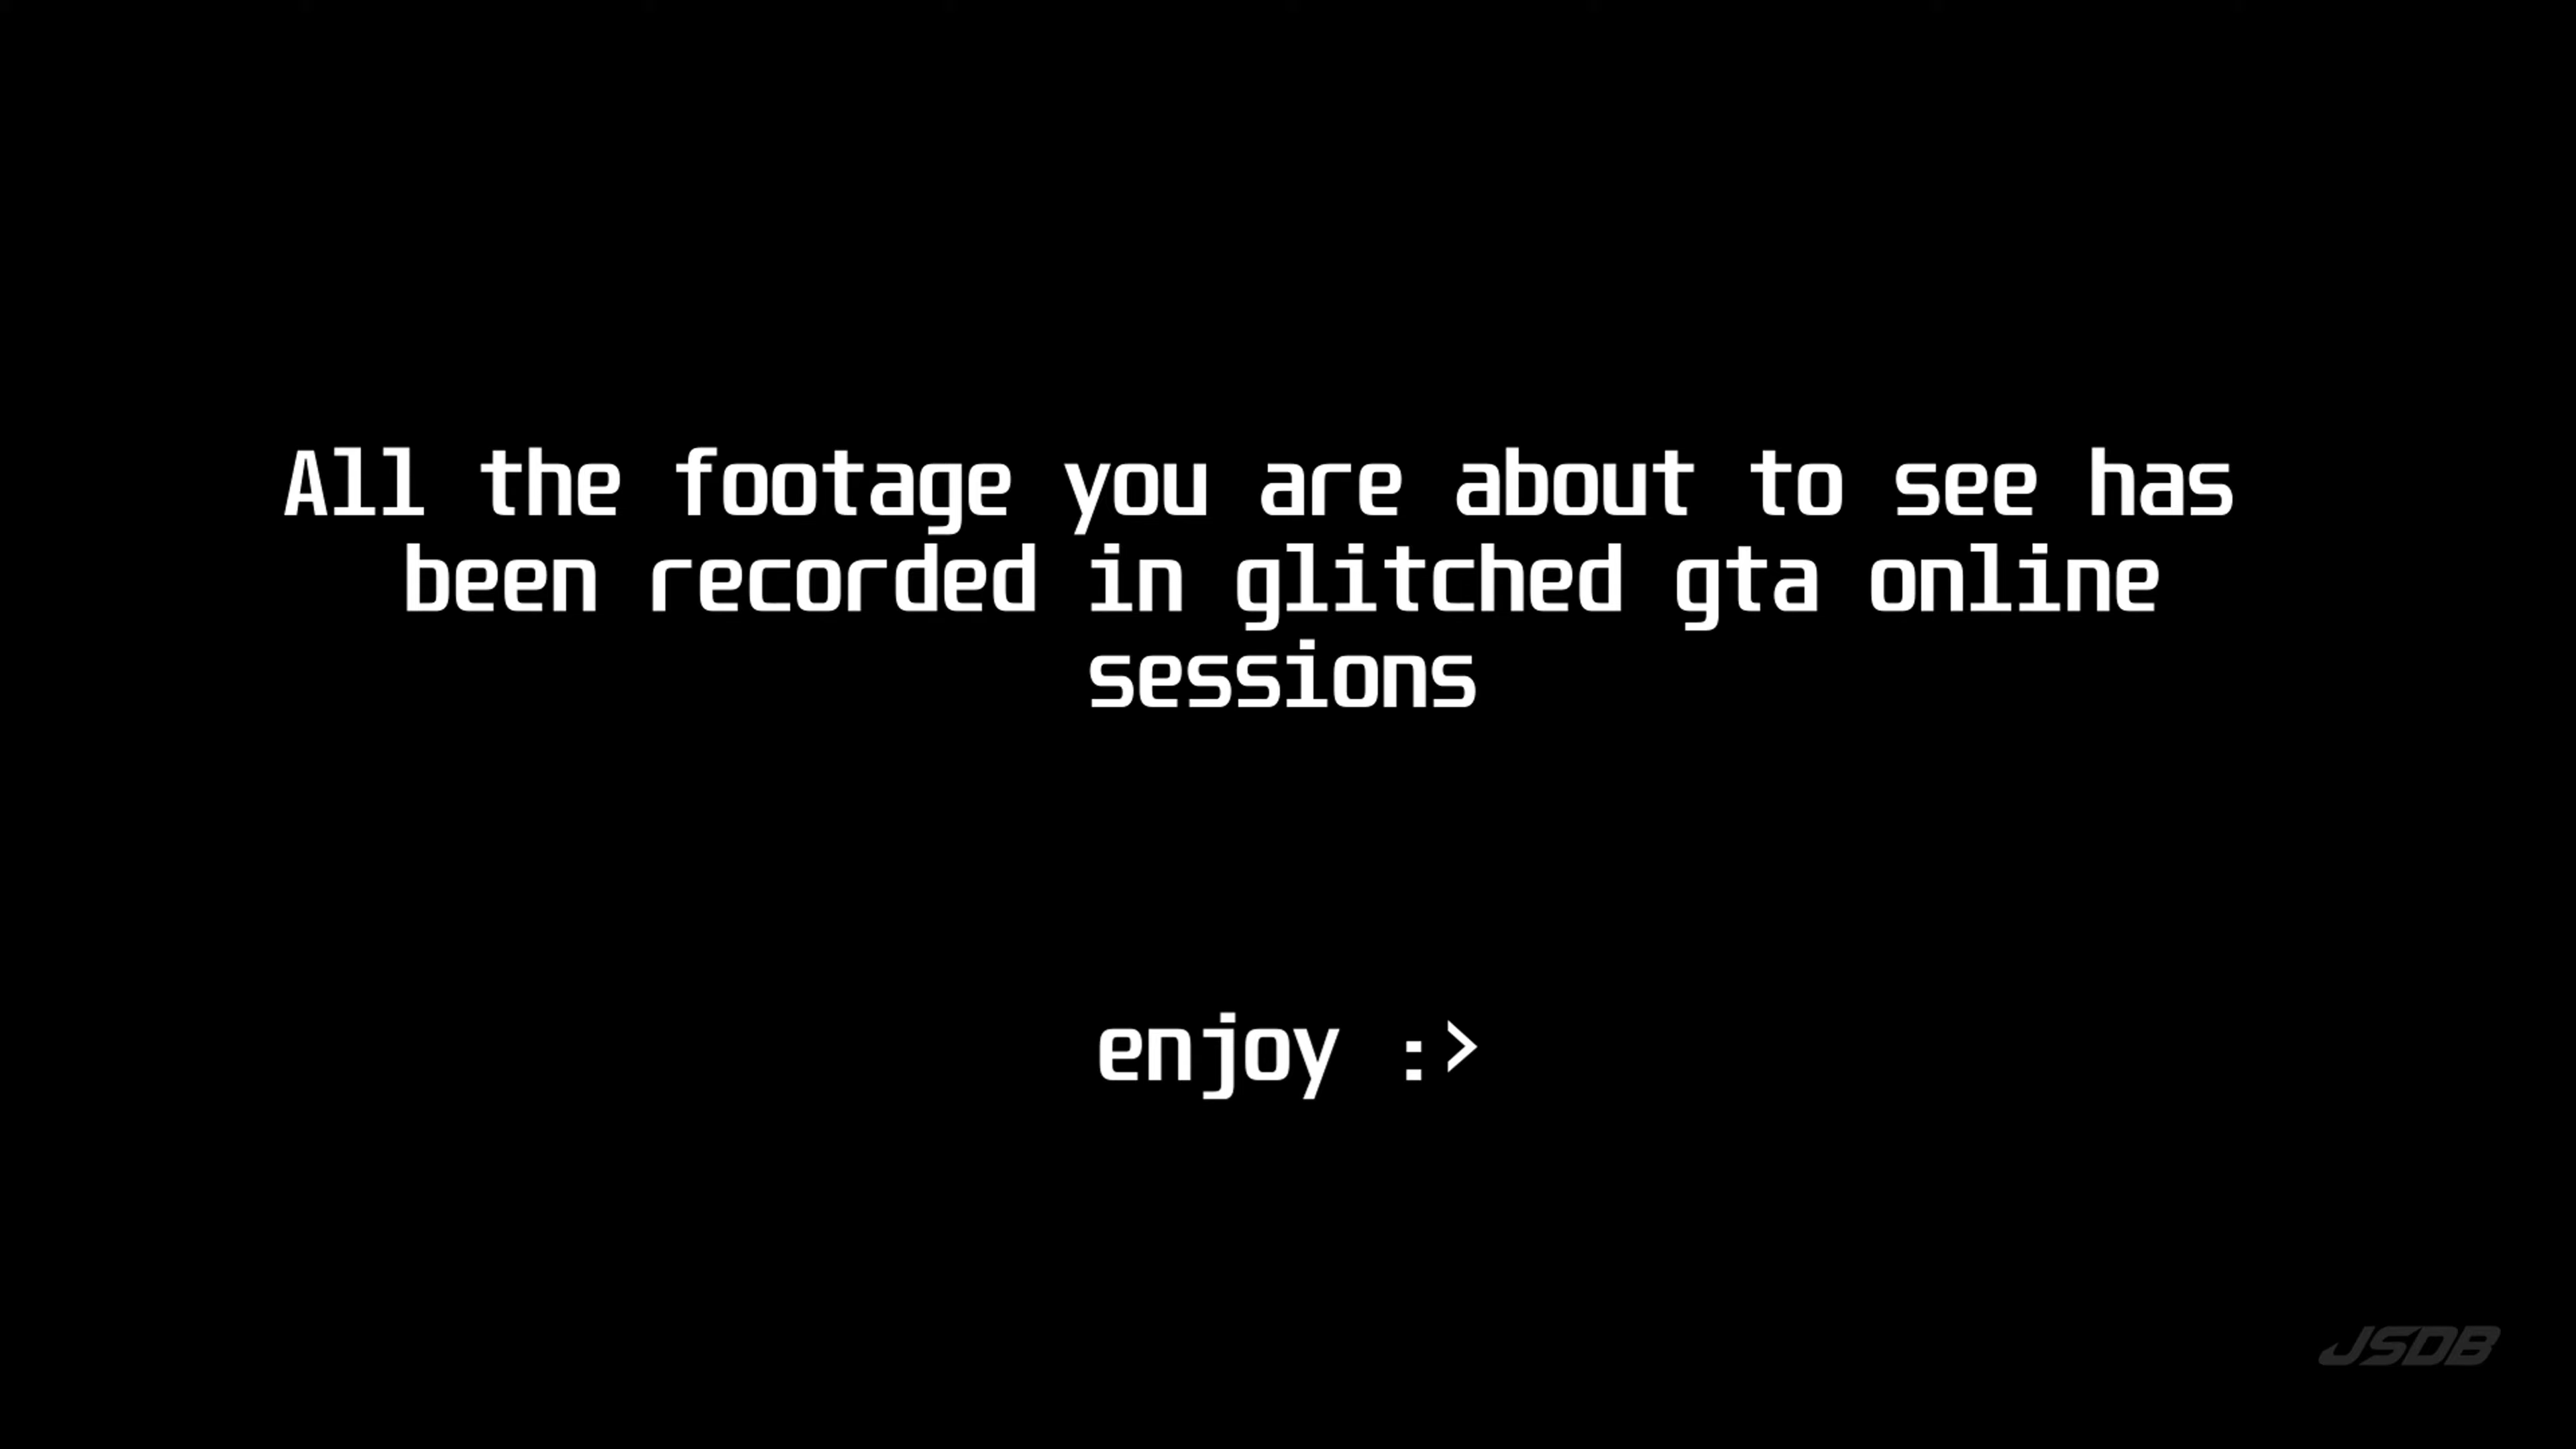 All the footage you are about to see has
been recorded in glitched gta online
sessions
enjoy :>
JSDB